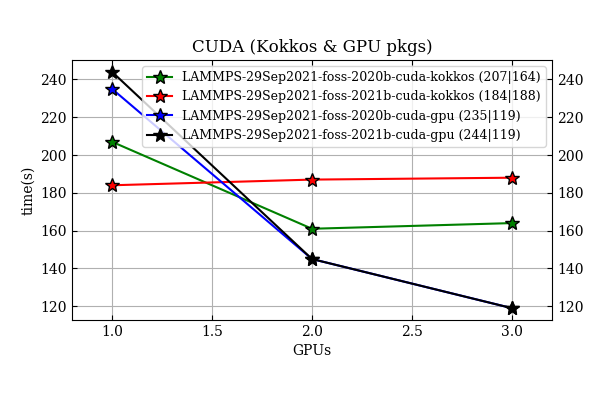 CUDA (Kokkos & GPU pkgs)
LAMMPS-29Sep2021-foss-2020b-cuda-kokkos (207|164)
LAMMPS-29Sep2021-foss-2021b-cuda-kokkos (184|188)
LAMMPS-29Sep2021-foss-2020b-cuda-gpu (235|119)
LAMMPS-29Sep2021-foss-2021b-cuda-gpu (244|119)
time(s)
240 240
220 220
200 200
180 180
160 160
140 140
120 120
1.0 1.5 2.0 2.5 3.0
GPUs